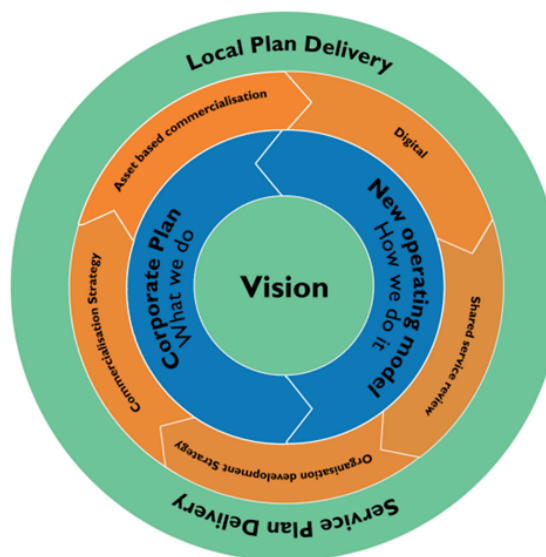 Local Plan Delivery
Asset based commercialisation
Digital
Corporate Plan
What we do
Vision
New operating model
How we do it
Commercialisation Strategy
Shared service review
Organisation development Strategy
Service Plan Delivery